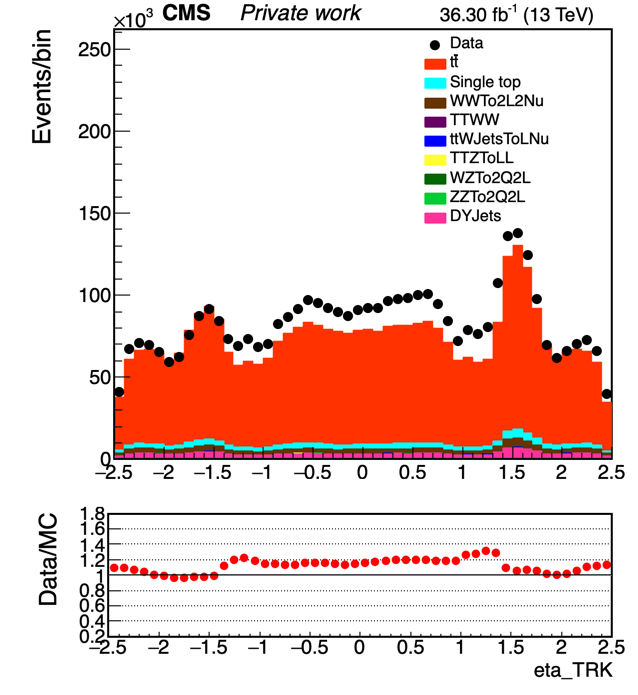 ×10³ CMS Private work 36.30 fb⁻¹ (13 TeV)
Events/bin
250
200
150
100
50
0
Data
tt̄
Single top
WWTo2L2Nu
TTWW
ttWJetsToLNu
TTZToLL
WZTo2Q2L
ZZTo2Q2L
DYJets
−2.5 −2 −1.5 −1 −0.5 0 0.5 1 1.5 2 2.5
Data/MC
1.8
1.6
1.4
1.2
1
0.8
0.6
0.4
0.2
−2.5 −2 −1.5 −1 −0.5 0 0.5 1 1.5 2 2.5
eta_TRK